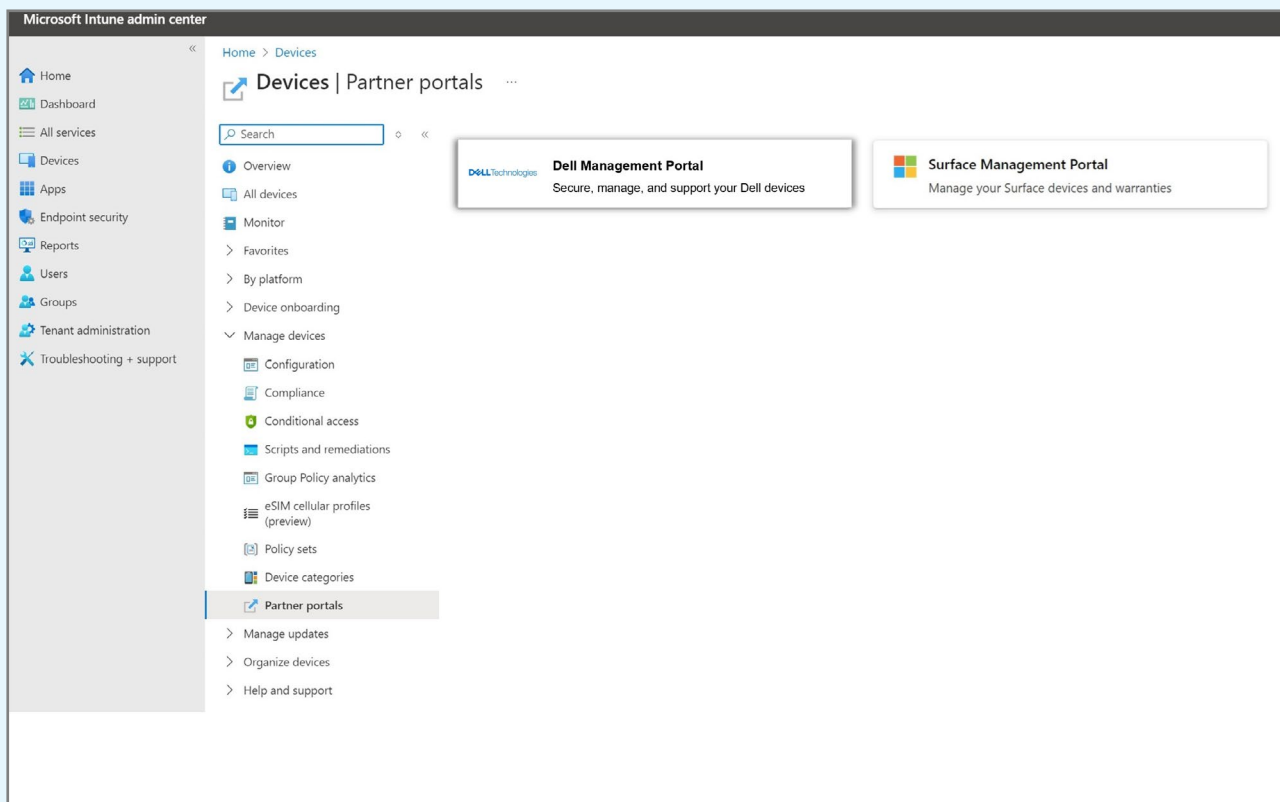 Microsoft Intune admin center
«
Home
Dashboard
All services
Devices
Apps
Endpoint security
Reports
Users
Groups
Tenant administration
Troubleshooting + support
Home > Devices
Devices | Partner portals ...
Search
«
Overview
All devices
Monitor
Favorites
By platform
Device onboarding
Manage devices
Configuration
Compliance
Conditional access
Scripts and remediations
Group Policy analytics
eSIM cellular profiles
(preview)
Policy sets
Device categories
Partner portals
Manage updates
Organize devices
Help and support
DELLTechnologies
Dell Management Portal
Secure, manage, and support your Dell devices
Surface Management Portal
Manage your Surface devices and warranties